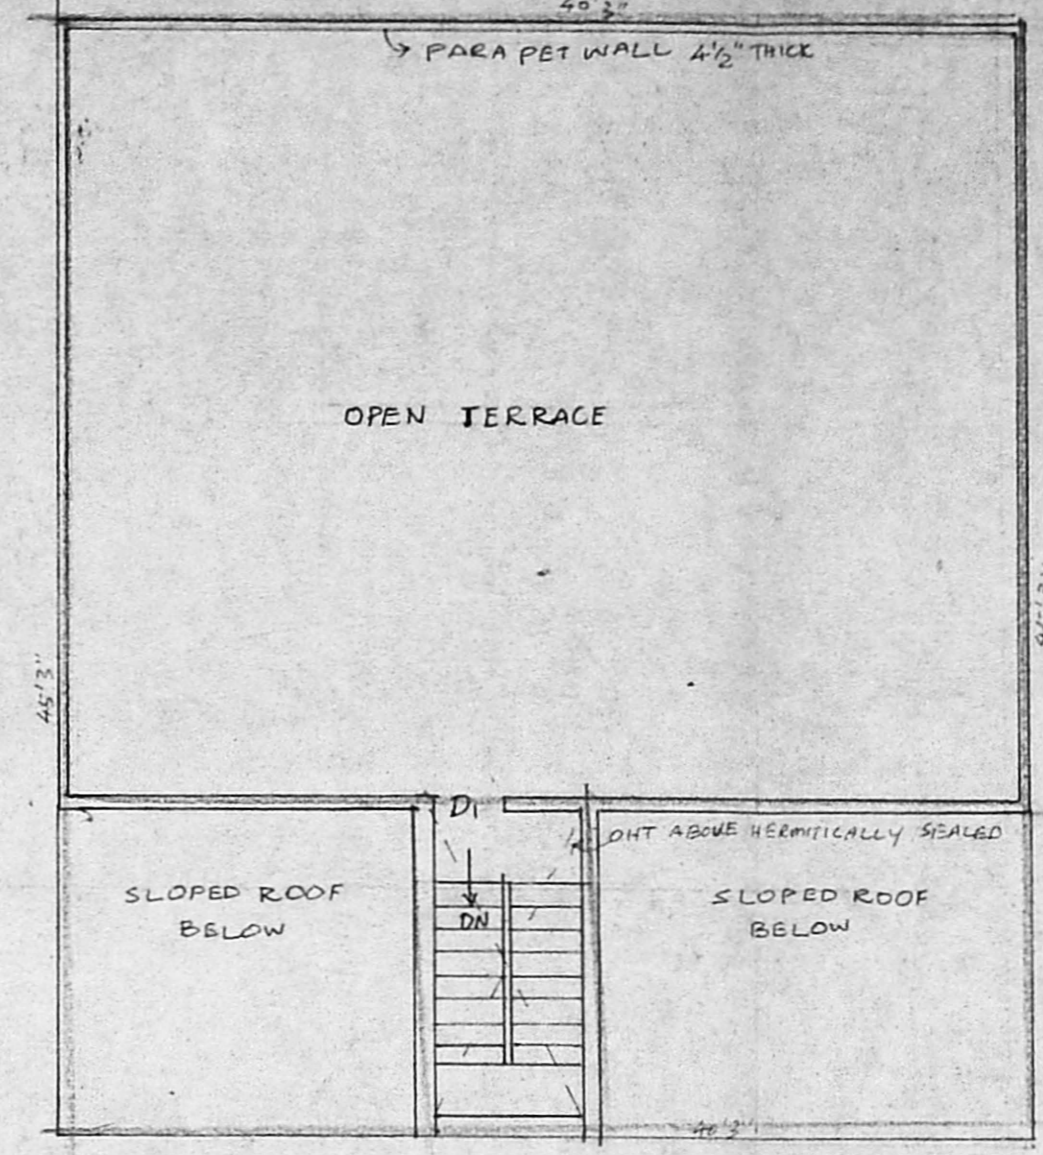 40'3"
PARAPET WALL 4½" THICK
OPEN TERRACE
45'3"
D1
OHT ABOVE HERMITICALLY SEALED
SLOPED ROOF
BELOW
DN
SLOPED ROOF
BELOW
40'3"